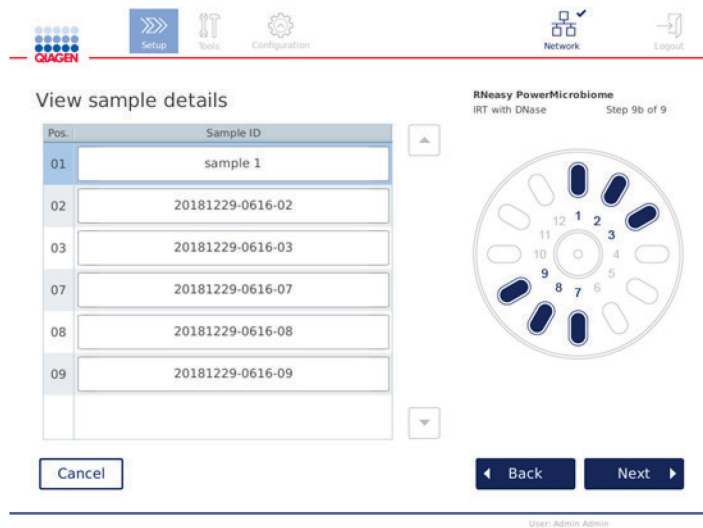 QIAGEN
Setup
Tools
Configuration
Network
Logout
View sample details
RNeasy PowerMicrobiome
IRT with DNase Step 9b of 9
Pos. Sample ID
01 sample 1
02 20181229-0616-02
03 20181229-0616-03
07 20181229-0616-07
08 20181229-0616-08
09 20181229-0616-09
12 1 2
11 3
10 4
9 5
8 7 6
Cancel
Back
Next
User: Admin Admin